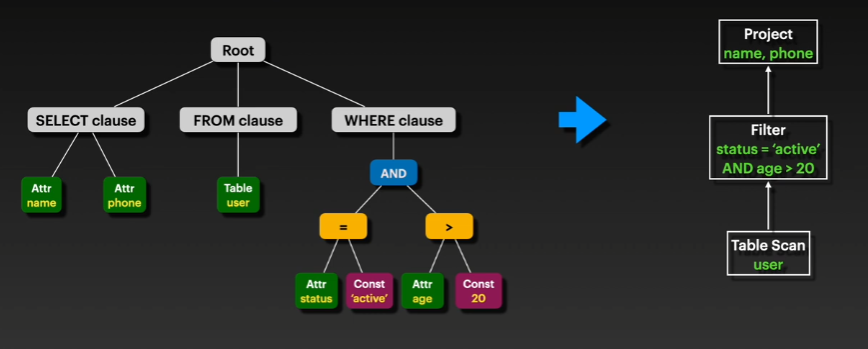 Root
SELECT clause
FROM clause
WHERE clause
Attr
name
Attr
phone
Table
user
AND
=
>
Attr
status
Const
‘active’
Attr
age
Const
20
Project
name, phone
Filter
status = ‘active’
AND age > 20
Table Scan
user